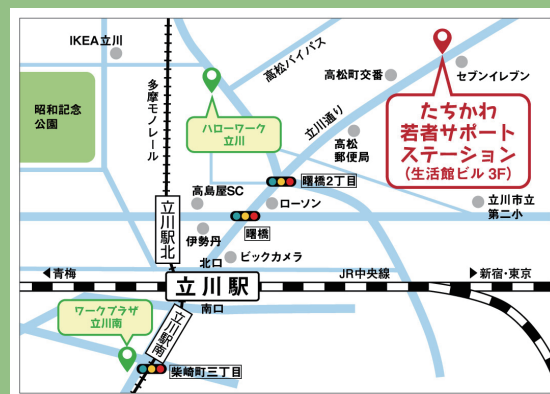 IKEA立川
高松バイパス
昭和記念
公園
多摩モノレール
ハローワーク
立川
高松町交番
セブンイレブン
たちかわ
若者サポート
ステーション
(生活館ビル 3F)
立川通り
高松
郵便局
曙橋2丁目
高島屋SC
ローソン
立川市立
第二小
立川駅北
伊勢丹
曙橋
北口
ビックカメラ
青梅
JR中央線
新宿・東京
立川駅
南口
ワークプラザ
立川南
立川駅南
柴崎町三丁目